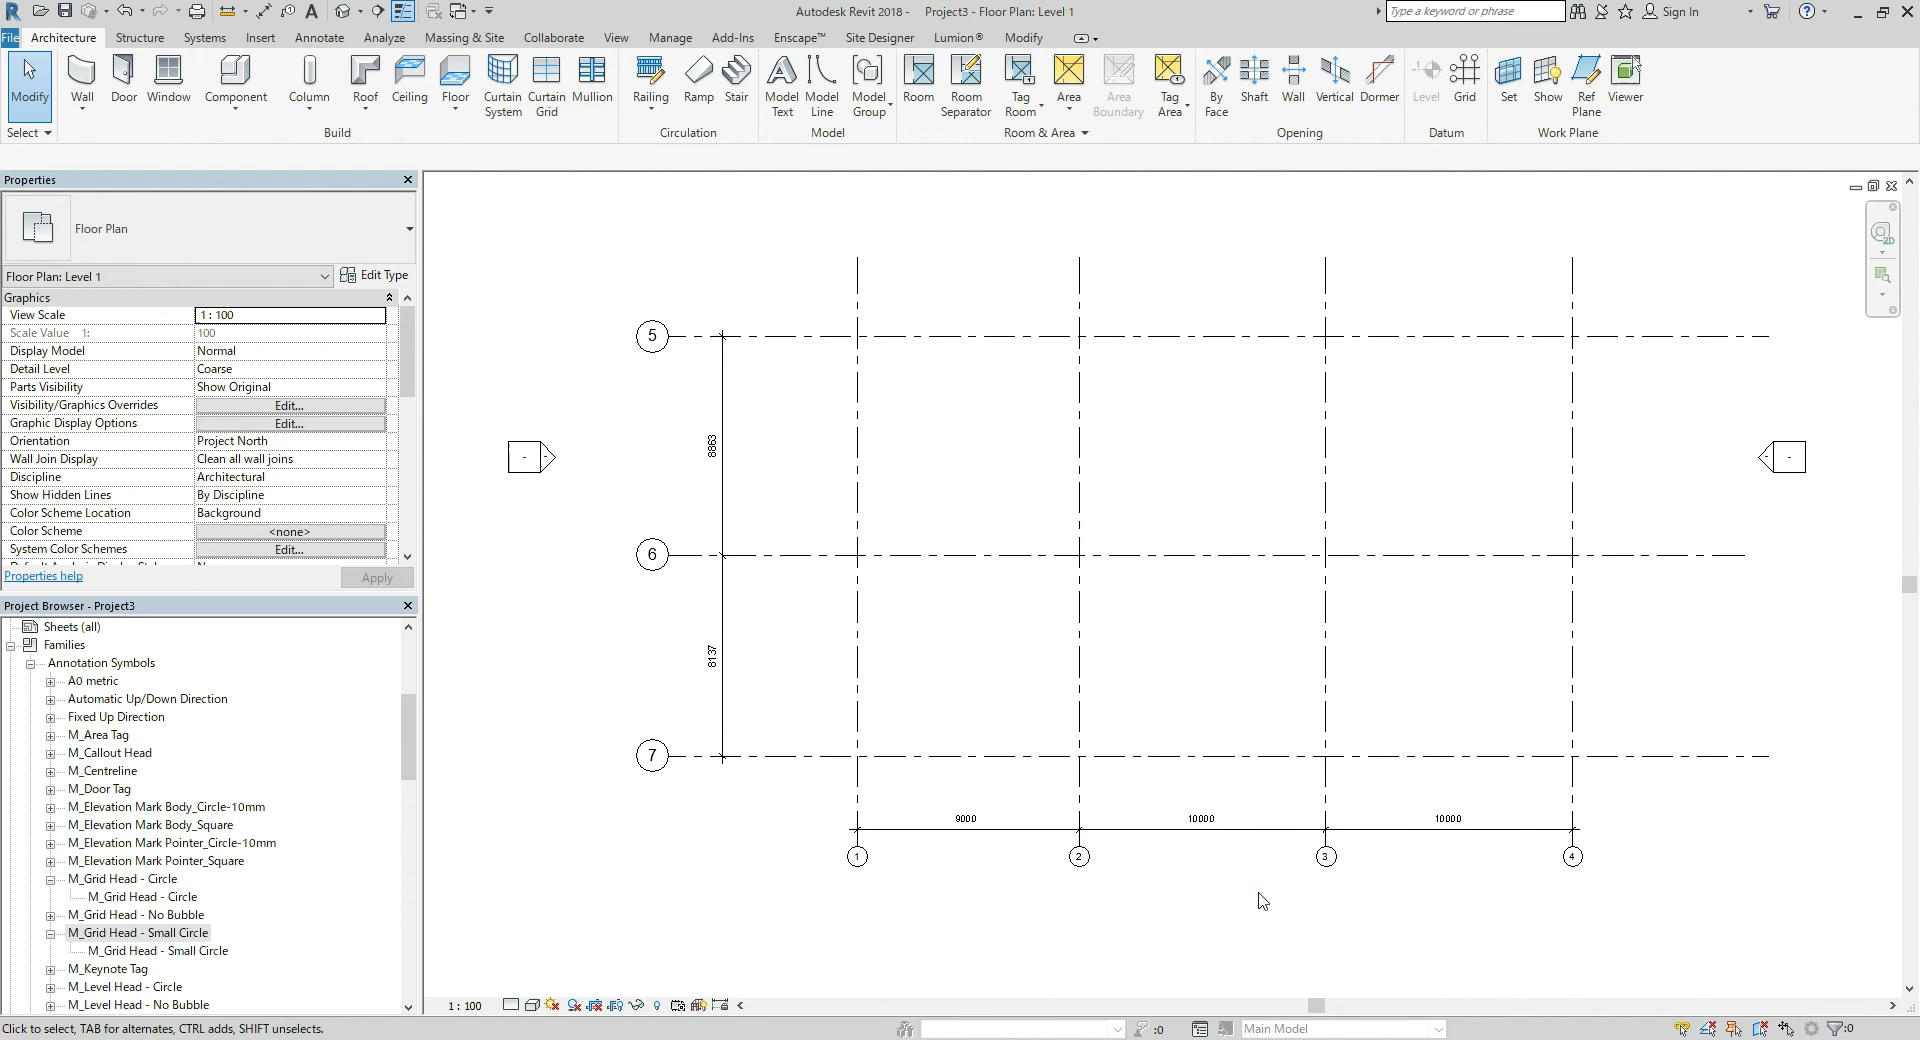 Autodesk Revit 2018 - Project3 - Floor Plan: Level 1
Type a keyword or phrase
Sign In
File Architecture Structure Systems Insert Annotate Analyze Massing & Site Collaborate View Manage Add-Ins Enscape™ Site Designer Lumion® Modify
Modify Wall Door Window Component Column Roof Ceiling Floor Curtain System Curtain Grid Mullion Railing Ramp Stair Model Text Model Line Model Group Room Room Separator Tag Room Area Area Boundary Tag Area By Face Shaft Wall Vertical Dormer Level Grid Set Show Ref Plane Viewer
Select Build Circulation Model Room & Area Opening Datum Work Plane
Properties
Floor Plan
Floor Plan: Level 1 Edit Type
Graphics
View Scale 1 : 100
Scale Value 1: 100
Display Model Normal
Detail Level Coarse
Parts Visibility Show Original
Visibility/Graphics Overrides Edit...
Graphic Display Options Edit...
Orientation Project North
Wall Join Display Clean all wall joins
Discipline Architectural
Show Hidden Lines By Discipline
Color Scheme Location Background
Color Scheme <none>
System Color Schemes Edit...
Properties help Apply
Project Browser - Project3
Sheets (all)
Families
Annotation Symbols
A0 metric
Automatic Up/Down Direction
Fixed Up Direction
M_Area Tag
M_Callout Head
M_Centreline
M_Door Tag
M_Elevation Mark Body_Circle-10mm
M_Elevation Mark Body_Square
M_Elevation Mark Pointer_Circle-10mm
M_Elevation Mark Pointer_Square
M_Grid Head - Circle
M_Grid Head - Circle
M_Grid Head - No Bubble
M_Grid Head - Small Circle
M_Grid Head - Small Circle
M_Keynote Tag
M_Level Head - Circle
M_Level Head - No Bubble
5
8863
6
8137
7
9000 10000 10000
1 2 3 4
2D
1 : 100
Click to select, TAB for alternates, CTRL adds, SHIFT unselects.
:0
Main Model
:0